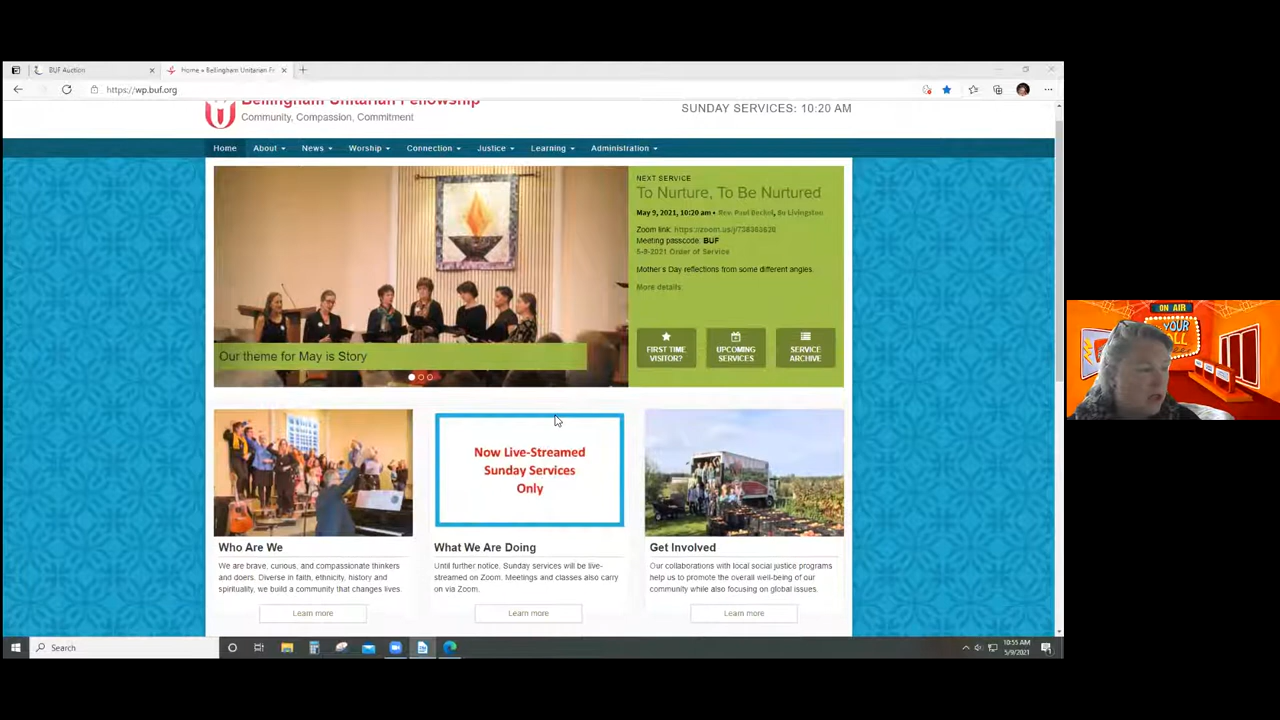 BUF Auction
Home » Bellingham Unitarian Fe
https://wp.buf.org
Bellingham Unitarian Fellowship
Community, Compassion, Commitment
SUNDAY SERVICES: 10:20 AM
Home About News Worship Connection Justice Learning Administration
NEXT SERVICE
To Nurture, To Be Nurtured
May 9, 2021, 10:20 am • Rev. Paul Beckel, Bo Livingston
Zoom link: https://zoom.us/j/736363620
Meeting passcode: BUF
5-9-2021 Order of Service
Mother's Day reflections from some different angles.
More details
FIRST TIME VISITOR?
UPCOMING SERVICES
SERVICE ARCHIVE
Our theme for May is Story
Now Live-Streamed
Sunday Services
Only
Who Are We
We are brave, curious, and compassionate thinkers
and doers. Diverse in faith, ethnicity, history and
spirituality, we build a community that changes lives.
Learn more
What We Are Doing
Until further notice, Sunday services will be live-
streamed on Zoom. Meetings and classes also carry
on via Zoom.
Learn more
Get Involved
Our collaborations with local social justice programs
help us to promote the overall well-being of our
community while also focusing on global issues.
Learn more
ON AIR
YOUR
Search
10:55 AM
5/9/2021